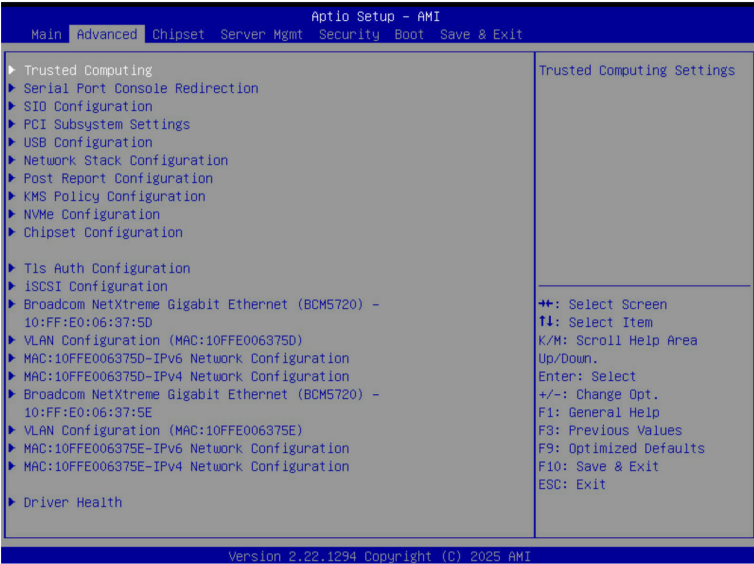 Aptio Setup – AMI
Main Advanced Chipset Server Mgmt Security Boot Save & Exit
Trusted Computing
Serial Port Console Redirection
SIO Configuration
PCI Subsystem Settings
USB Configuration
Network Stack Configuration
Post Report Configuration
KMS Policy Configuration
NVMe Configuration
Chipset Configuration
Tls Auth Configuration
iSCSI Configuration
Broadcom NetXtreme Gigabit Ethernet (BCM5720) –
10:FF:E0:06:37:5D
VLAN Configuration (MAC:10FFE006375D)
MAC:10FFE006375D-IPv6 Network Configuration
MAC:10FFE006375D-IPv4 Network Configuration
Broadcom NetXtreme Gigabit Ethernet (BCM5720) –
10:FF:E0:06:37:5E
VLAN Configuration (MAC:10FFE006375E)
MAC:10FFE006375E-IPv6 Network Configuration
MAC:10FFE006375E-IPv4 Network Configuration
Driver Health
Trusted Computing Settings
→←: Select Screen
↑↓: Select Item
K/M: Scroll Help Area
Up/Down.
Enter: Select
+/-: Change Opt.
F1: General Help
F3: Previous Values
F9: Optimized Defaults
F10: Save & Exit
ESC: Exit
Version 2.22.1294 Copyright (C) 2025 AMI